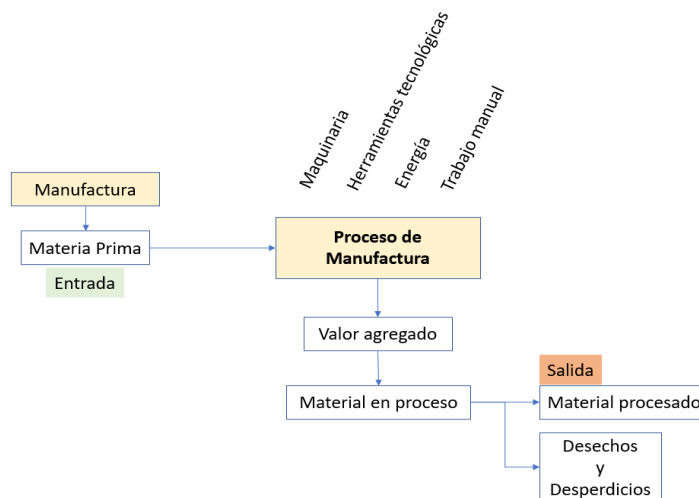 Maquinaria
Herramientas tecnológicas
Energía
Trabajo manual
Manufactura
Materia Prima
Entrada
Proceso de
Manufactura
Valor agregado
Material en proceso
Salida
Material procesado
Desechos
y
Desperdicios